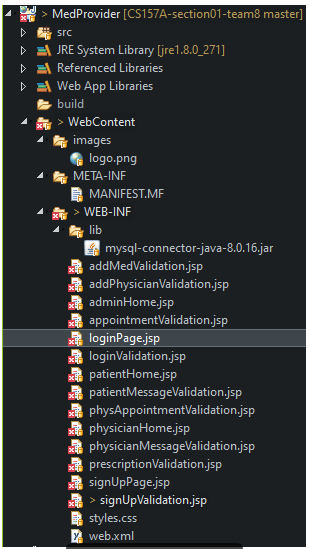 > MedProvider [CS157A-section01-team8 master]
src
JRE System Library [jre1.8.0_271]
Referenced Libraries
Web App Libraries
build
> WebContent
images
logo.png
META-INF
MANIFEST.MF
> WEB-INF
lib
mysql-connector-java-8.0.16.jar
addMedValidation.jsp
addPhysicianValidation.jsp
adminHome.jsp
appointmentValidation.jsp
loginPage.jsp
loginValidation.jsp
patientHome.jsp
patientMessageValidation.jsp
physAppointmentValidation.jsp
physicianHome.jsp
physicianMessageValidation.jsp
prescriptionValidation.jsp
signUpPage.jsp
> signUpValidation.jsp
styles.css
web.xml